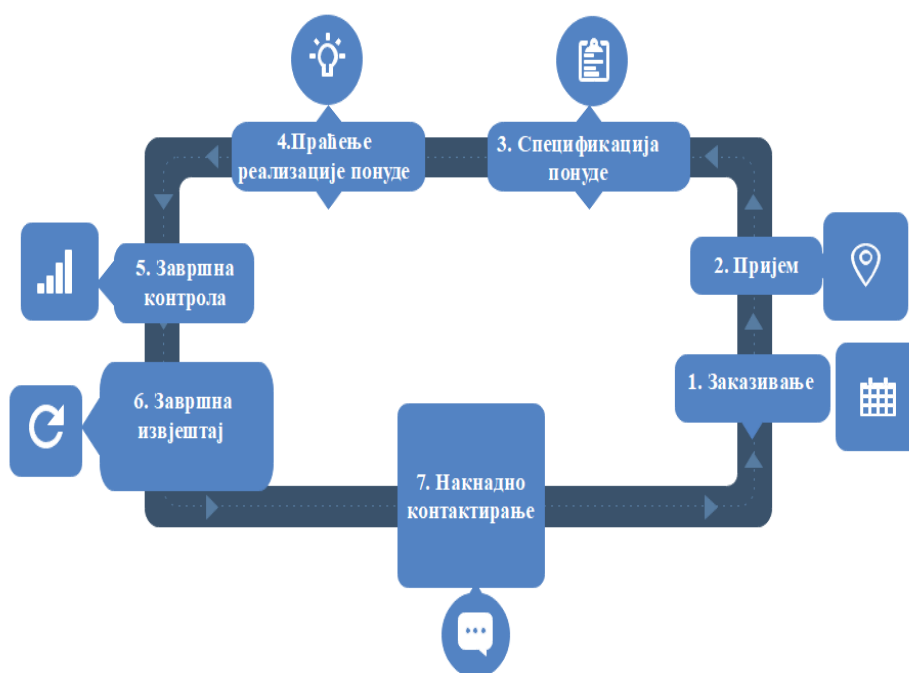 1. Заказивање
2. Пријем
3. Спецификација
понуде
4.Праћење
реализације понуде
5. Завршна
контрола
6. Завршна
извјештај
7. Накнадно
контактирање